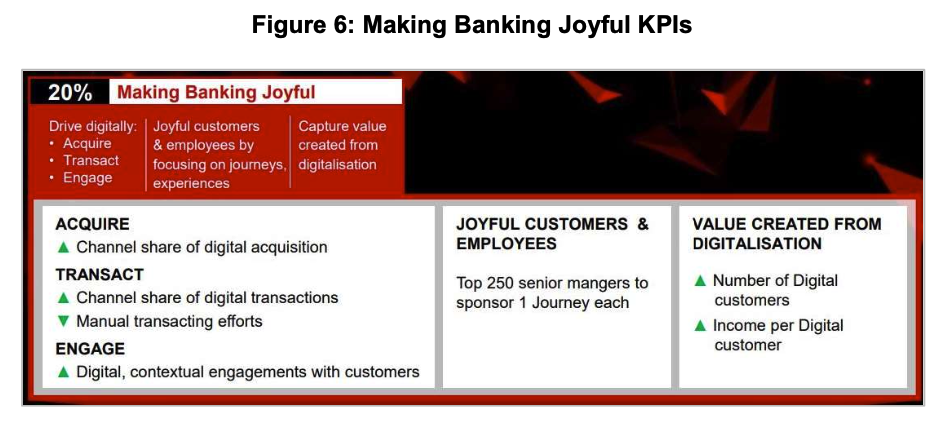 Figure 6: Making Banking Joyful KPIs
20% Making Banking Joyful
Drive digitally:
• Acquire
• Transact
• Engage
Joyful customers
& employees by
focusing on journeys,
experiences
Capture value
created from
digitalisation
ACQUIRE
▲ Channel share of digital acquisition
TRANSACT
▲ Channel share of digital transactions
▼ Manual transacting efforts
ENGAGE
▲ Digital, contextual engagements with customers
JOYFUL CUSTOMERS &
EMPLOYEES
Top 250 senior mangers to
sponsor 1 Journey each
VALUE CREATED FROM
DIGITALISATION
▲ Number of Digital
customers
▲ Income per Digital
customer